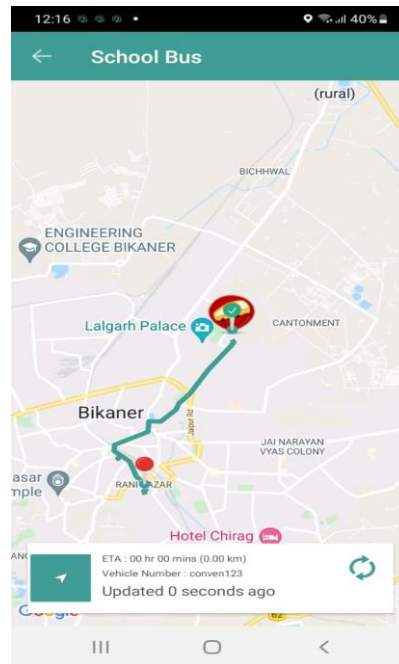 12:16
40%
School Bus
(rural)
BICHHWAL
ENGINEERING
COLLEGE BIKANER
Lalgarh Palace
CANTONMENT
Bikaner
Jaipur Rd
JAI NARAYAN
VYAS COLONY
asar
mple
Hotel Chirag
ETA : 00 hr 00 mins (0.00 km)
Vehicle Number : conven123
Updated 0 seconds ago
62